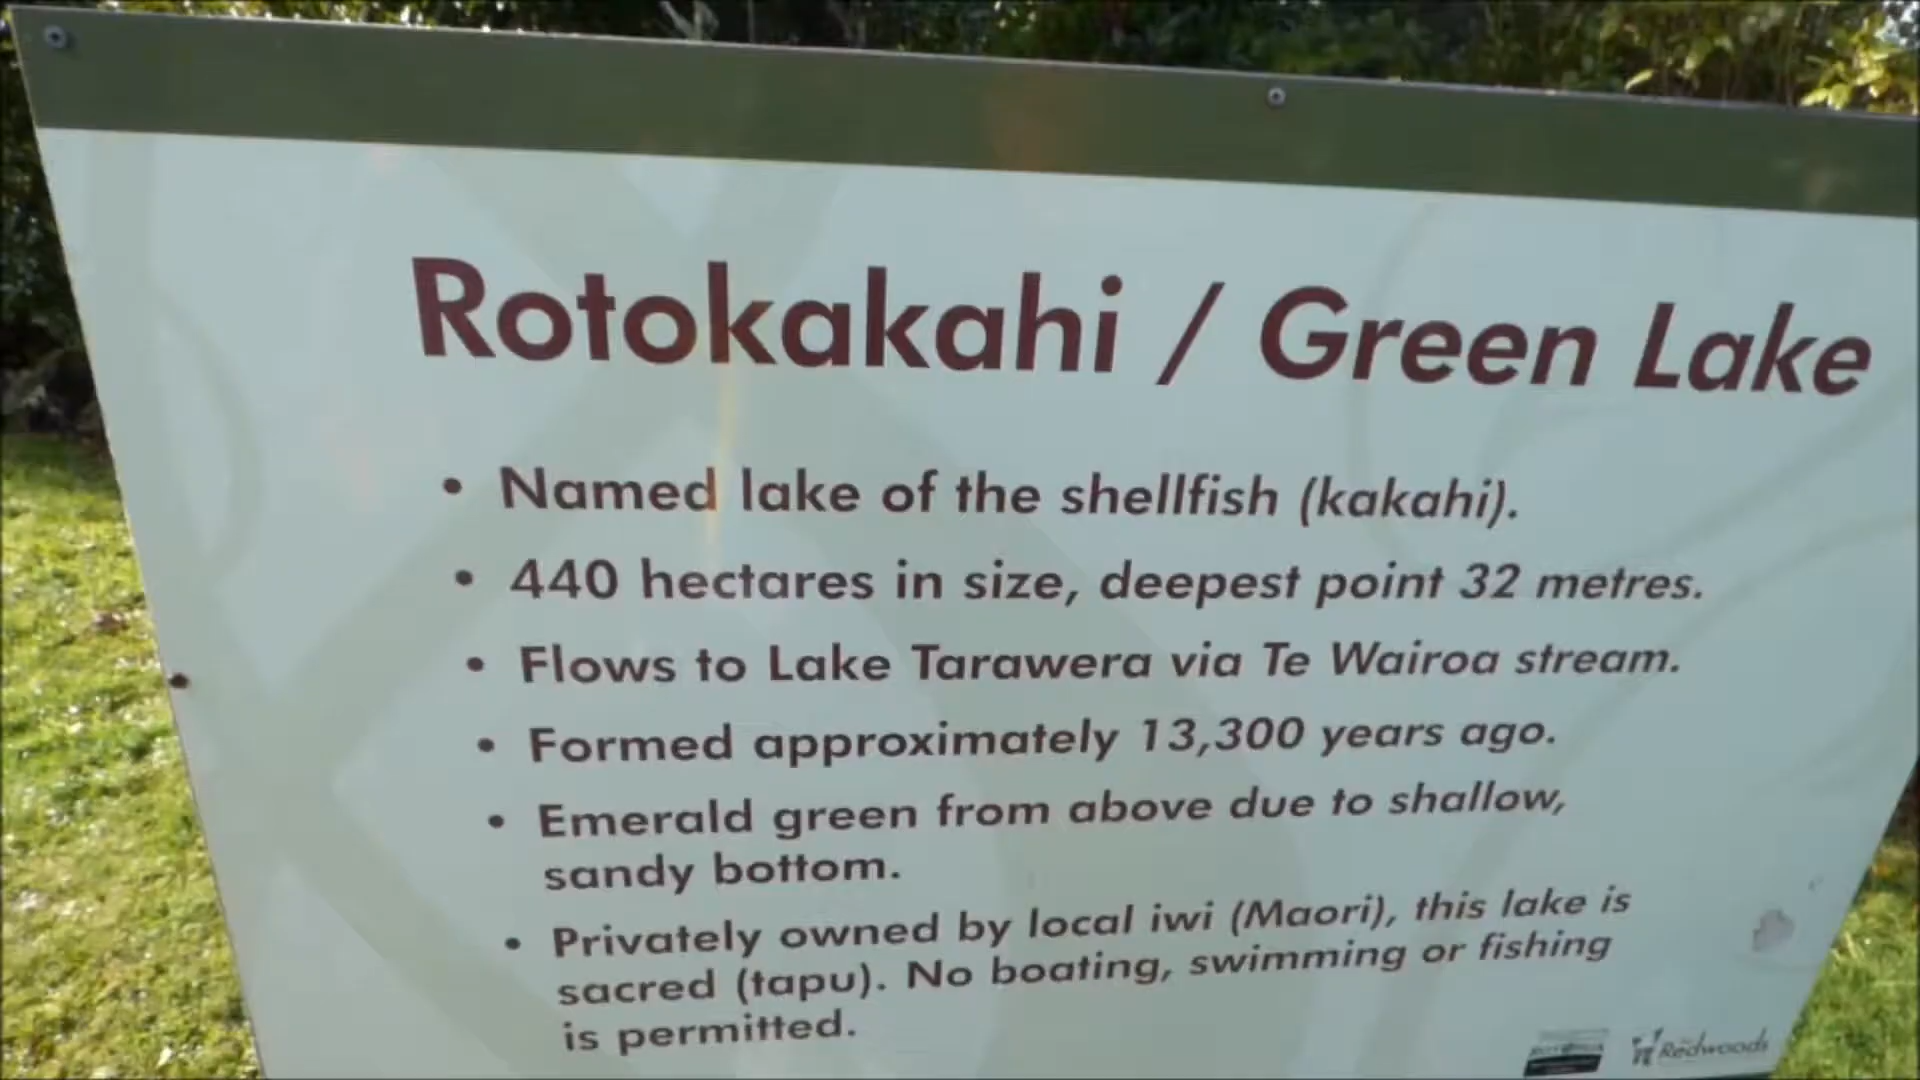 Rotokakahi / Green Lake
• Named lake of the shellfish (kakahi).
• 440 hectares in size, deepest point 32 metres.
• Flows to Lake Tarawera via Te Wairoa stream.
• Formed approximately 13,300 years ago.
• Emerald green from above due to shallow,
sandy bottom.
• Privately owned by local iwi (Maori), this lake is
sacred (tapu). No boating, swimming or fishing
is permitted.
Redwoods